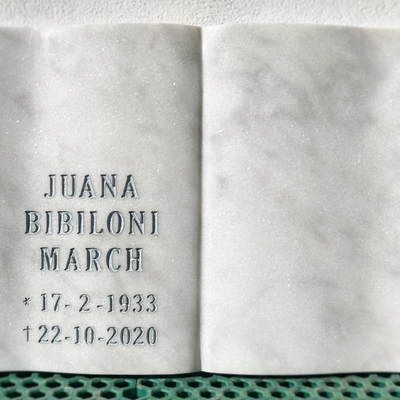 JUANA
BIBILONI
MARCH
* 17-2-1933
† 22-10-2020